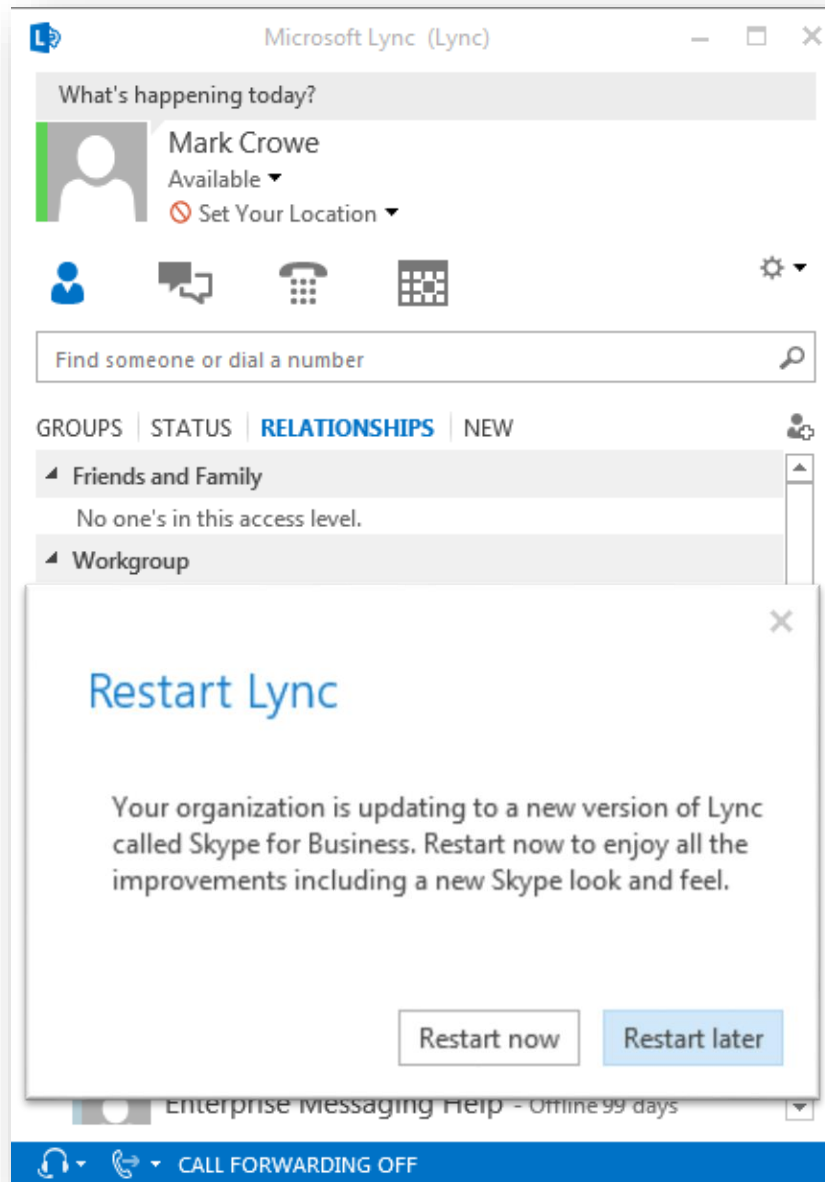 Microsoft Lync (Lync)
What's happening today?
Mark Crowe
Available
Set Your Location
Find someone or dial a number
GROUPS STATUS RELATIONSHIPS NEW
Friends and Family
No one's in this access level.
Workgroup
Restart Lync
Your organization is updating to a new version of Lync
called Skype for Business. Restart now to enjoy all the
improvements including a new Skype look and feel.
Restart now Restart later
Enterprise Messaging Help - Offline 99 days
CALL FORWARDING OFF